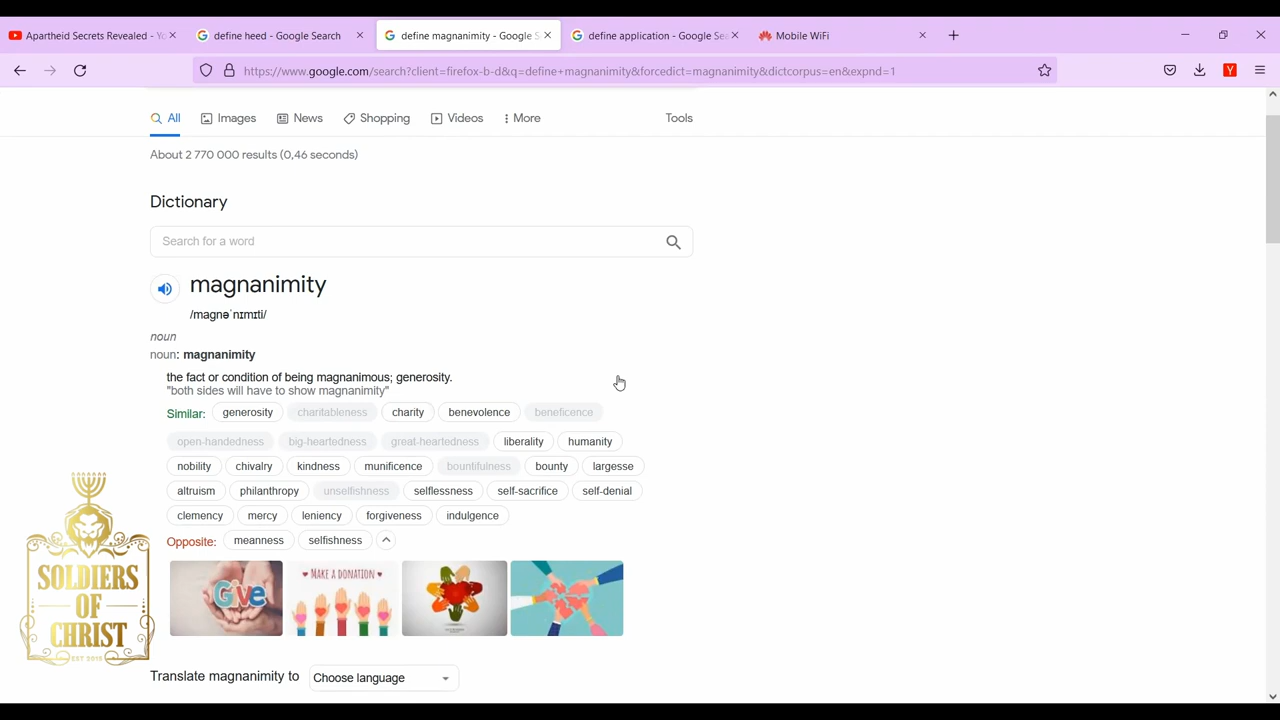 Apartheid Secrets Revealed - Yo
define heed - Google Search
define magnanimity - Google S
define application - Google Sea
Mobile WiFi
https://www.google.com/search?client=firefox-b-d&q=define+magnanimity&forcedict=magnanimity&dictcorpus=en&expnd=1
Y
All Images News Shopping Videos More Tools
About 2 770 000 results (0,46 seconds)
Dictionary
Search for a word
magnanimity
/maɡnəˈnɪmɪti/
noun
noun: magnanimity
the fact or condition of being magnanimous; generosity.
"both sides will have to show magnanimity"
Similar: generosity charitableness charity benevolence beneficence
open-handedness big-heartedness great-heartedness liberality humanity
nobility chivalry kindness munificence bountifulness bounty largesse
altruism philanthropy unselfishness selflessness self-sacrifice self-denial
clemency mercy leniency forgiveness indulgence
Opposite: meanness selfishness
Give
MAKE A DONATION
Translate magnanimity to Choose language
SOLDIERS
OF
CHRIST
EST 2015